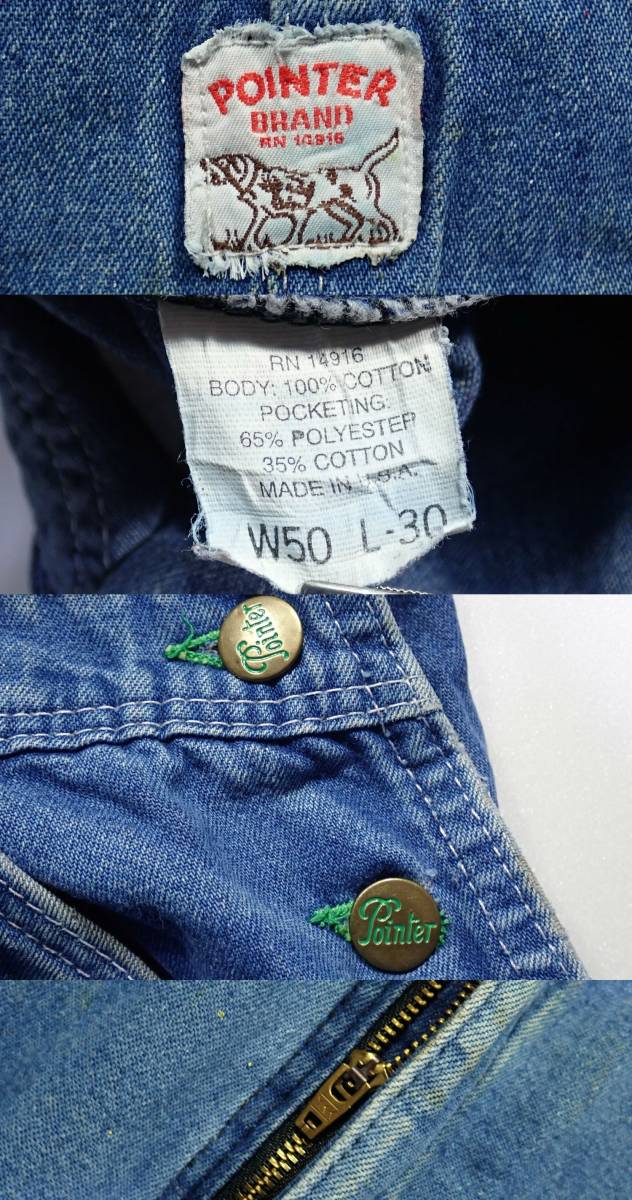 POINTER
BRAND
RN 14916
RN 14916
BODY: 100% COTTON
POCKETING:
65% POLYESTER
35% COTTON
MADE IN U.S.A.
W50 L-30
Pointer
Pointer